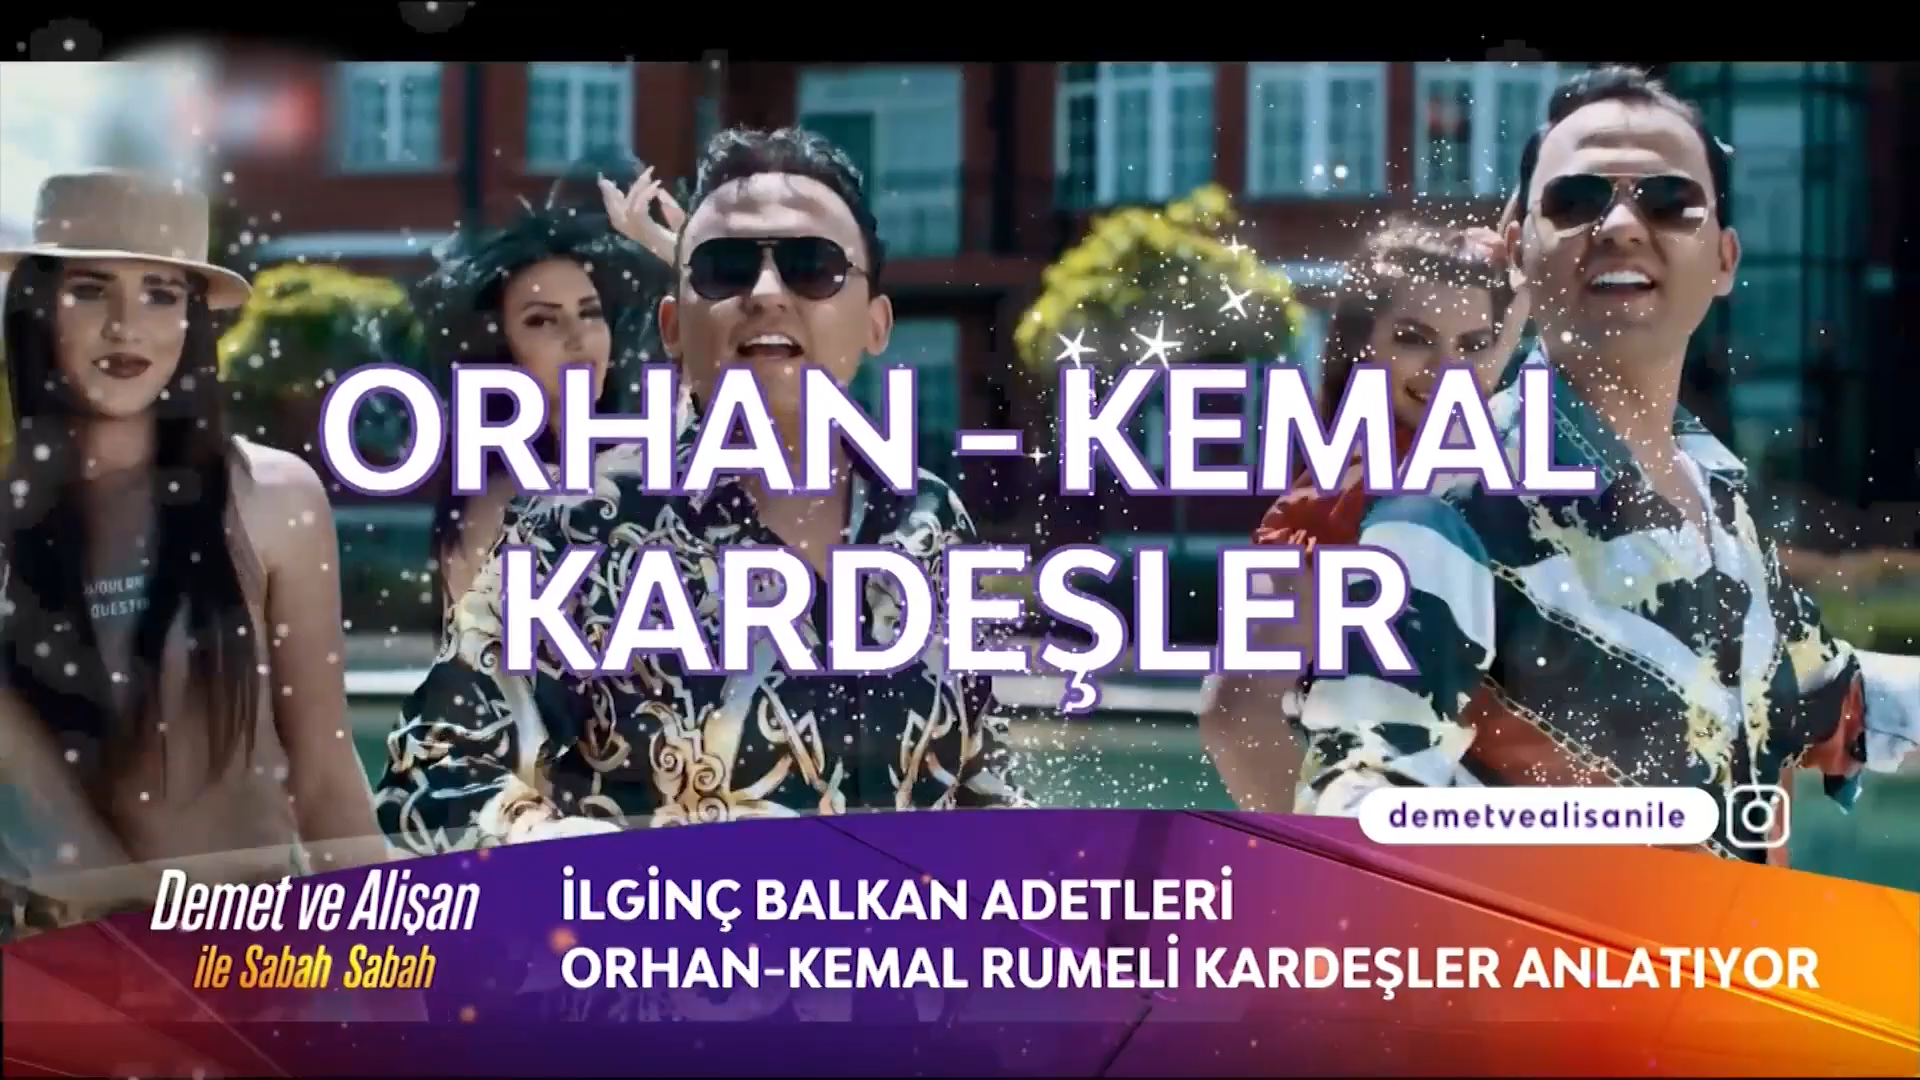 ORHAN - KEMAL
KARDEŞLER
demetvealisanile
Demet ve Alişan
ile Sabah Sabah
İLGİNÇ BALKAN ADETLERİ
ORHAN-KEMAL RUMELİ KARDEŞLER ANLATIYOR